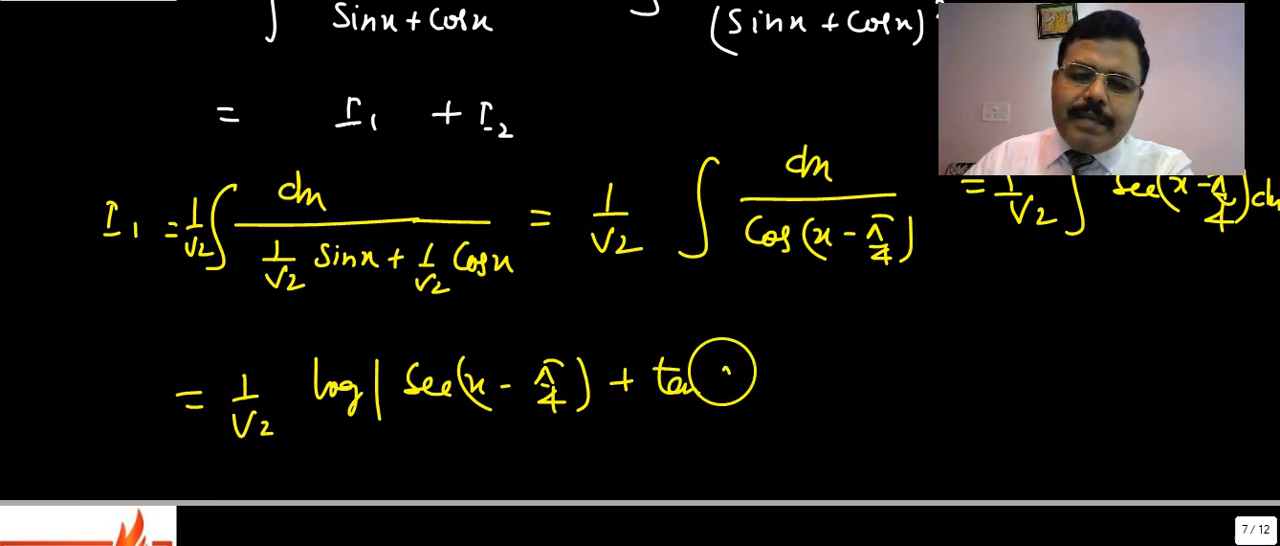 ∫ Sinx + Cosx ∫ (Sinx + Cosx)
= I₁ + I₂
I₁ = 1/√2 ∫ dx / (1/√2 Sinx + 1/√2 Cosx) = 1/√2 ∫ dx / Cos(x - π/4) = 1/√2 ∫ Sec(x - π/4) dx
= 1/√2 log | Sec(x - π/4) + tan
7 / 12